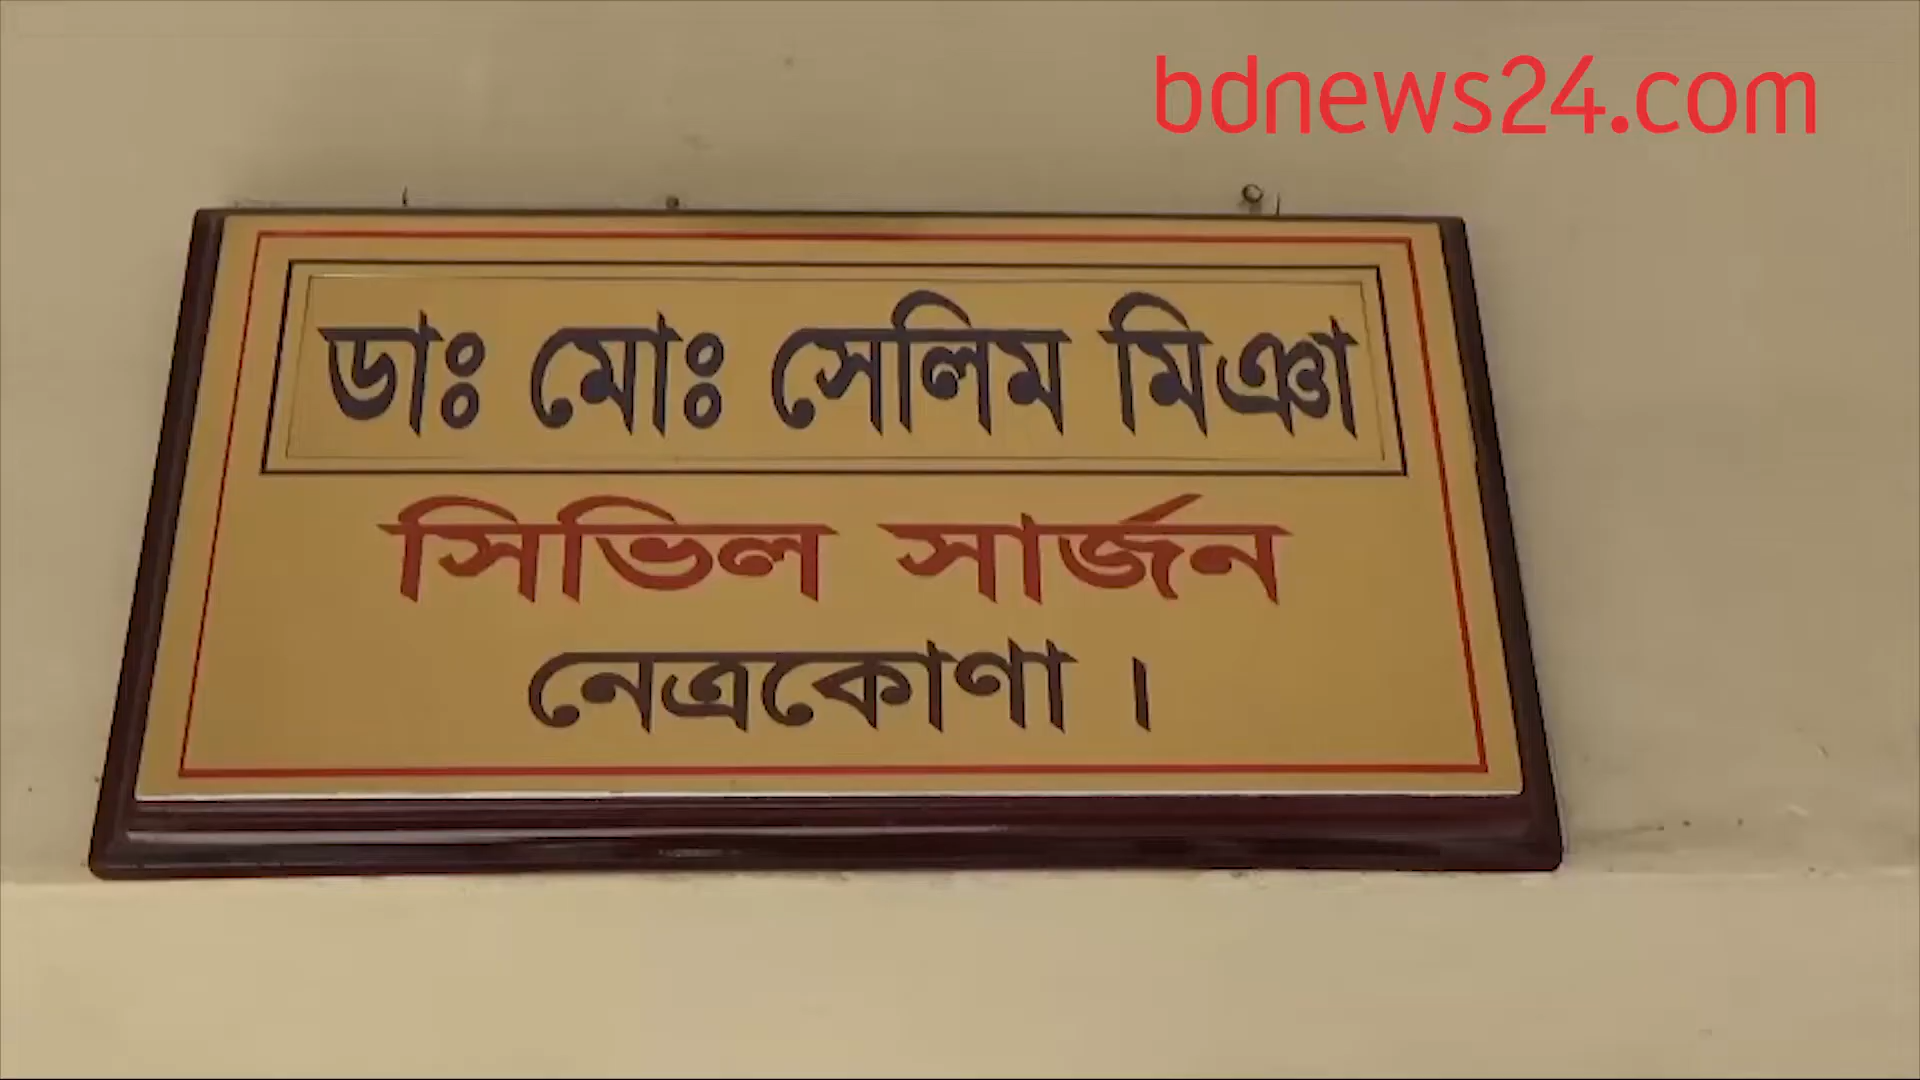 bdnews24.com
ডাঃ মোঃ সেলিম মিঞা
সিভিল সার্জন
নেত্রকোণা ।